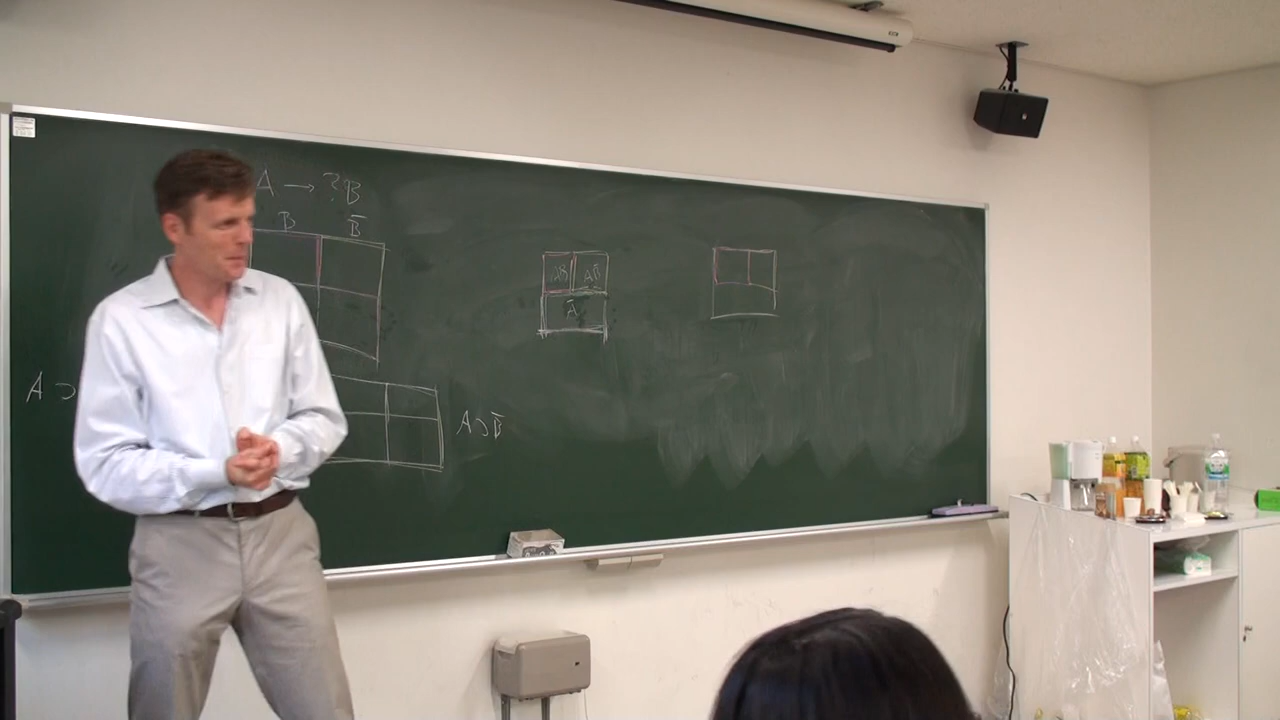 A → ? B
B B̅
AB AB̅
A̅
A ⊃
A ⊃ B̅